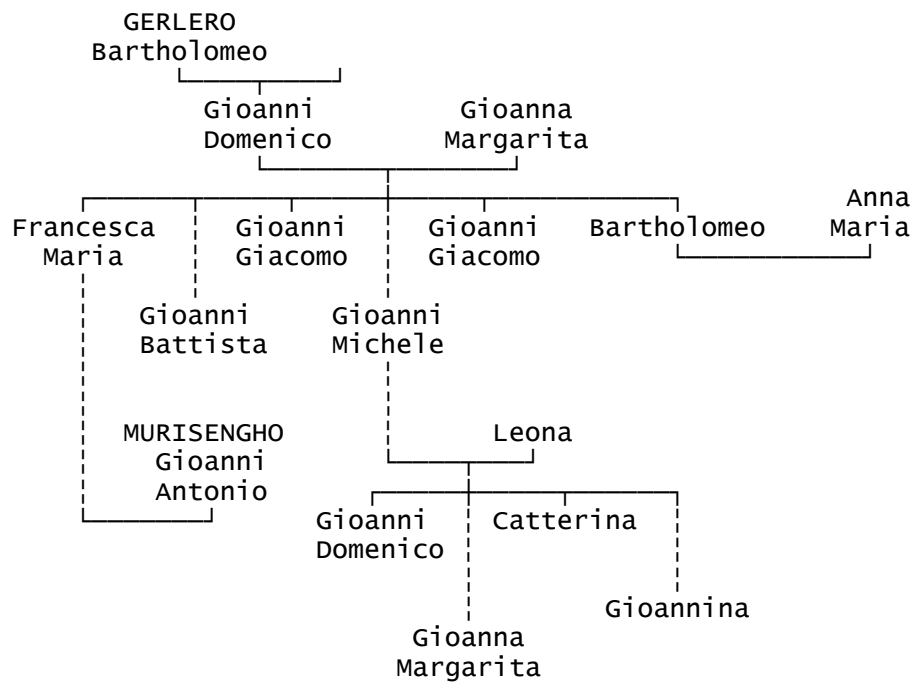 GERLERO
Bartholomeo
Gioanni Gioanna
Domenico Margarita
Anna
Francesca Gioanni Gioanni Bartholomeo Maria
Maria Giacomo Giacomo
Gioanni Gioanni
Battista Michele
MURISENGHO Leona
Gioanni
Antonio
Gioanni Catterina
Domenico
Gioannina
Gioanna
Margarita